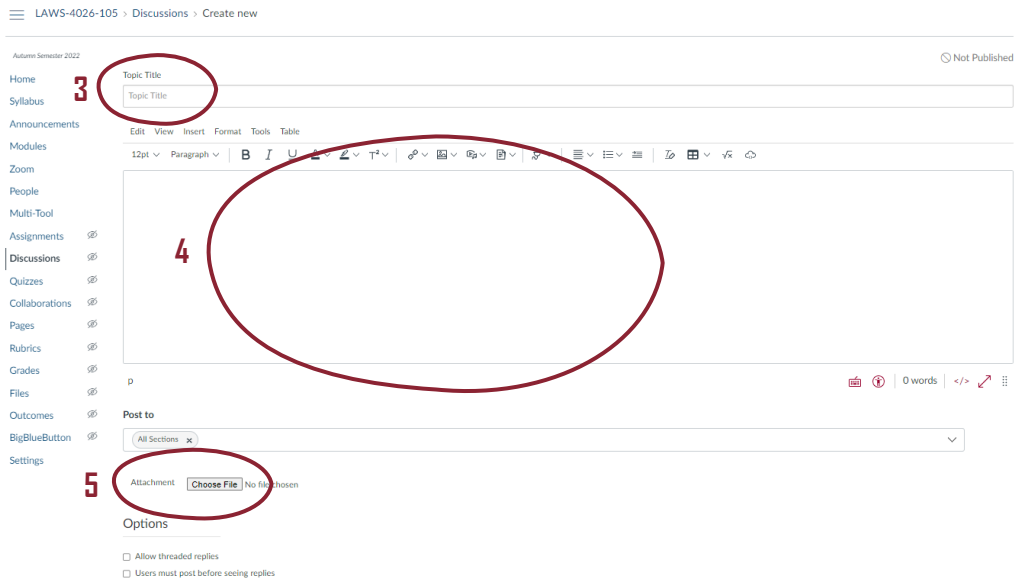 LAWS-4026-105 > Discussions > Create new
Autumn Semester 2022
Not Published
Home
Syllabus
Announcements
Modules
Zoom
People
Multi-Tool
Assignments
Discussions
Quizzes
Collaborations
Pages
Rubrics
Grades
Files
Outcomes
BigBlueButton
Settings
3
Topic Title
Topic Title
Edit View Insert Format Tools Table
12pt Paragraph B I U A T²
4
p
0 words </>
Post to
All Sections x
5
Attachment Choose File No file chosen
Options
Allow threaded replies
Users must post before seeing replies